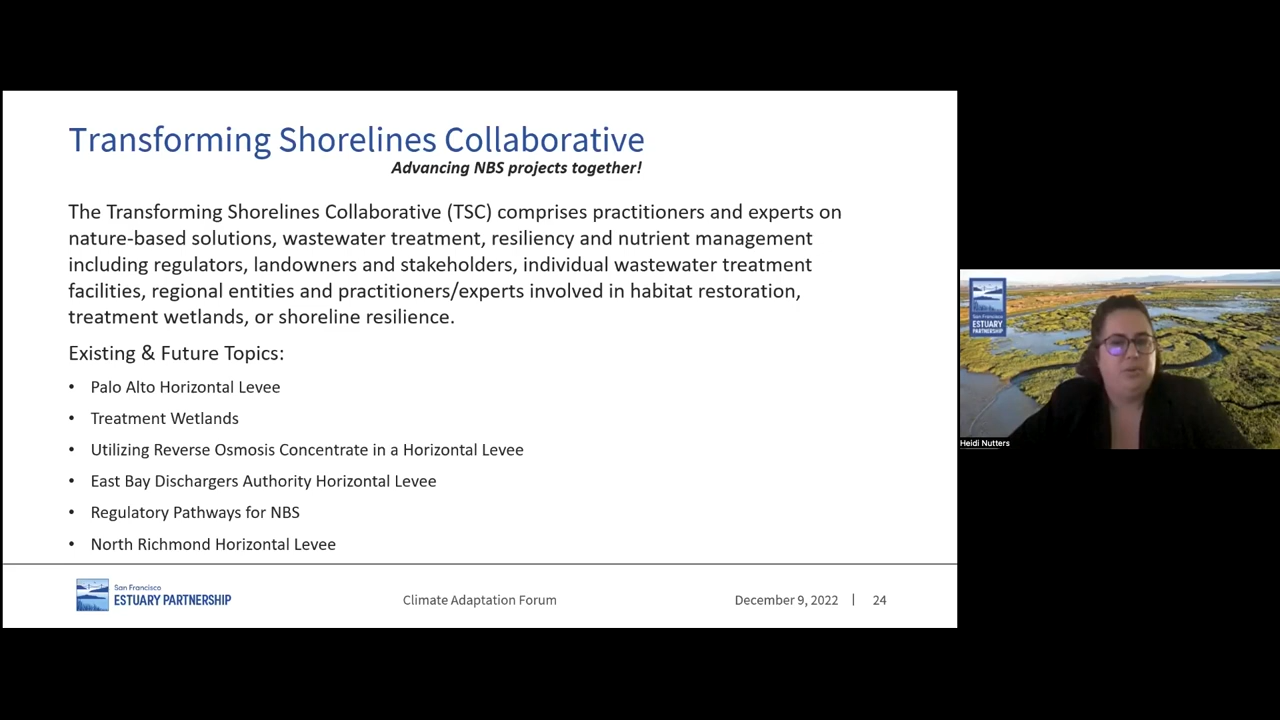 Transforming Shorelines Collaborative
Advancing NBS projects together!
The Transforming Shorelines Collaborative (TSC) comprises practitioners and experts on
nature-based solutions, wastewater treatment, resiliency and nutrient management
including regulators, landowners and stakeholders, individual wastewater treatment
facilities, regional entities and practitioners/experts involved in habitat restoration,
treatment wetlands, or shoreline resilience.
Existing & Future Topics:
• Palo Alto Horizontal Levee
• Treatment Wetlands
• Utilizing Reverse Osmosis Concentrate in a Horizontal Levee
• East Bay Dischargers Authority Horizontal Levee
• Regulatory Pathways for NBS
• North Richmond Horizontal Levee
San Francisco
ESTUARY PARTNERSHIP
Climate Adaptation Forum
December 9, 2022 | 24
San Francisco
ESTUARY
PARTNERSHIP
Heidi Nutters